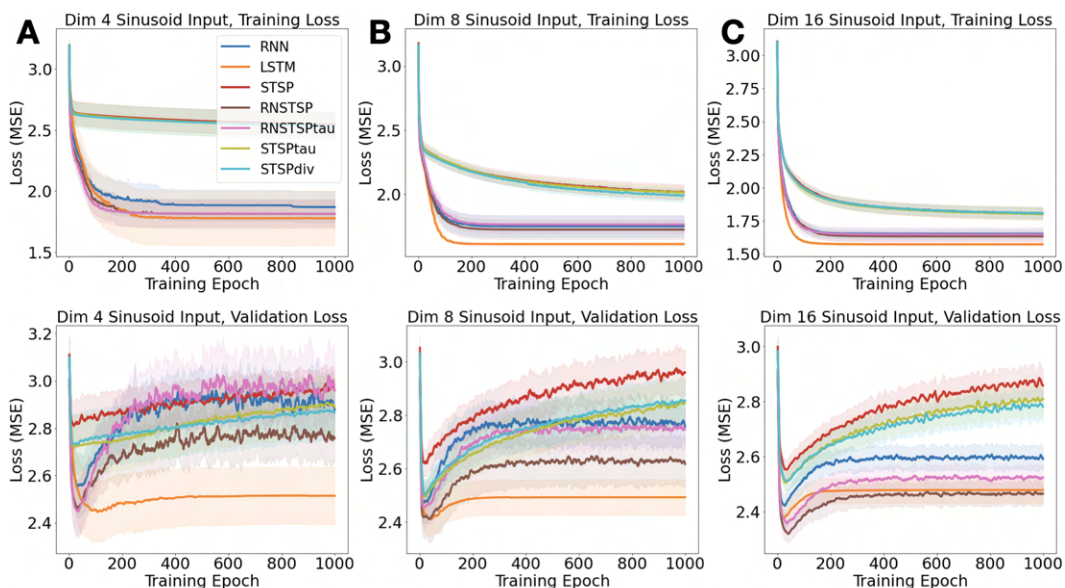 A
Dim 4 Sinusoid Input, Training Loss
Loss (MSE)
3.0
2.5
2.0
1.5
RNN
LSTM
STSP
RNSTSP
RNSTSPtau
STSPtau
STSPdiv
0 200 400 600 800 1000
Training Epoch
B
Dim 8 Sinusoid Input, Training Loss
Loss (MSE)
3.0
2.5
2.0
0 200 400 600 800 1000
Training Epoch
C
Dim 16 Sinusoid Input, Training Loss
Loss (MSE)
3.00
2.75
2.50
2.25
2.00
1.75
1.50
0 200 400 600 800 1000
Training Epoch
Dim 4 Sinusoid Input, Validation Loss
Loss (MSE)
3.2
3.0
2.8
2.6
2.4
0 200 400 600 800 1000
Training Epoch
Dim 8 Sinusoid Input, Validation Loss
Loss (MSE)
3.0
2.8
2.6
2.4
0 200 400 600 800 1000
Training Epoch
Dim 16 Sinusoid Input, Validation Loss
Loss (MSE)
3.0
2.8
2.6
2.4
0 200 400 600 800 1000
Training Epoch